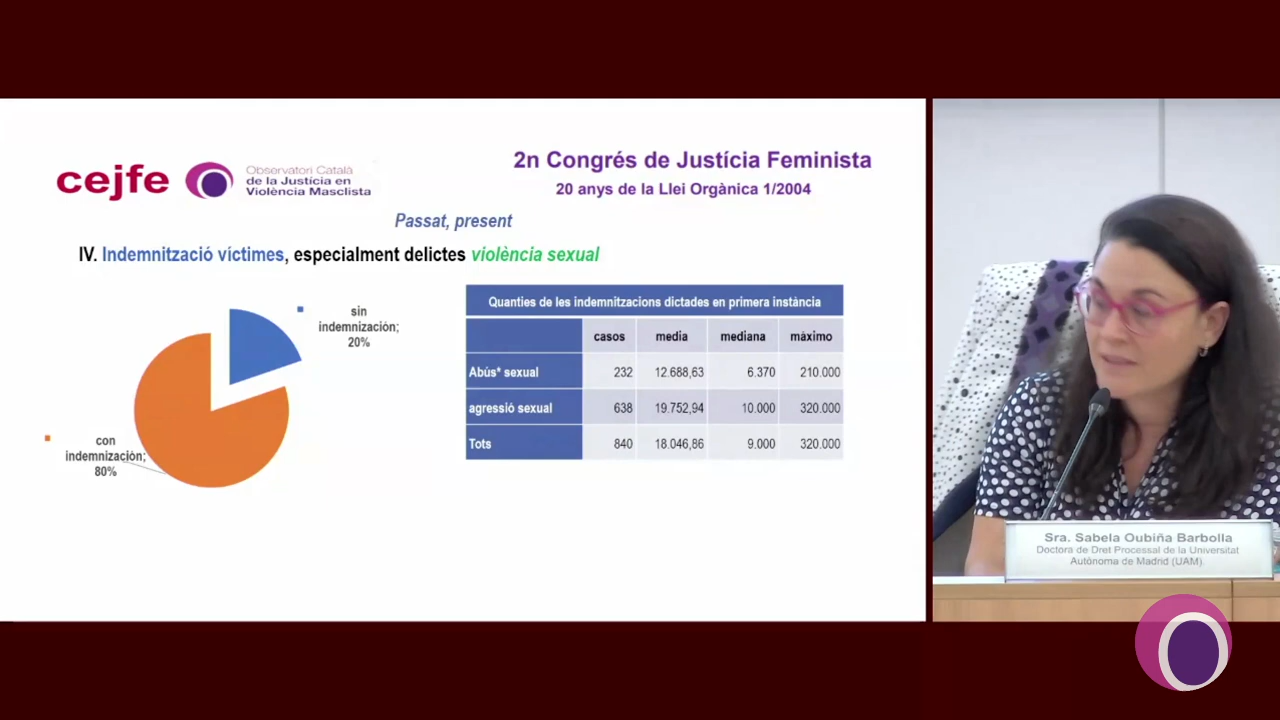 cejfe
Observatori Català
de la Justícia en
Violència Masclista
2n Congrés de Justícia Feminista
20 anys de la Llei Orgànica 1/2004
Passat, present
IV. Indemnització víctimes, especialment delictes violència sexual
sin
indemnización;
20%
con
indemnización;
80%
Quanties de les indemnitzacions dictades en primera instància
casos media mediana màximo
Abús* sexual 232 12.688,63 6.370 210.000
agressió sexual 638 19.752,94 10.000 320.000
Tots 840 18.046,86 9.000 320.000
Sra. Sabela Oubiña Barbolla
Doctora de Dret Processal de la Universitat
Autònoma de Madrid (UAM)